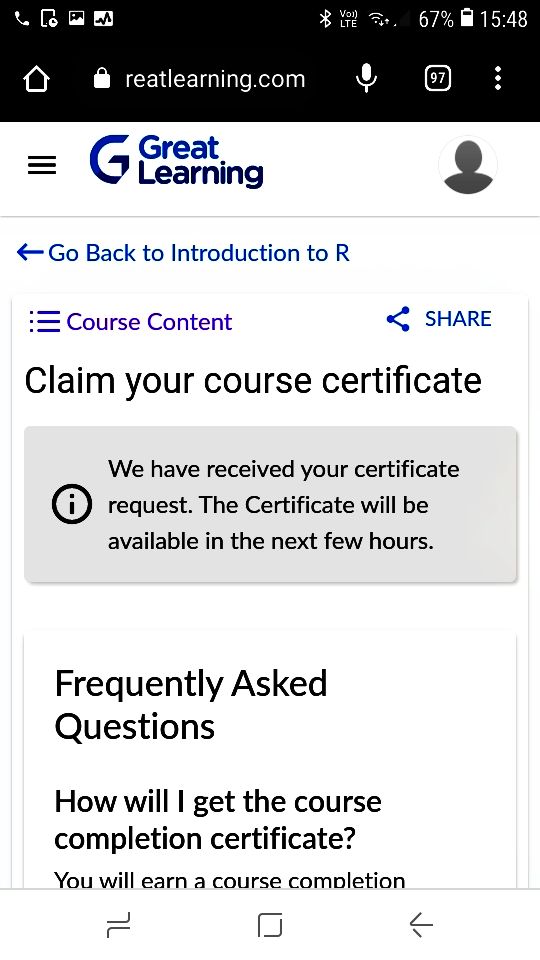 Vo))
LTE
67%
15:48
reatlearning.com
97
Great
Learning
Go Back to Introduction to R
Course Content
SHARE
Claim your course certificate
We have received your certificate
request. The Certificate will be
available in the next few hours.
Frequently Asked
Questions
How will I get the course
completion certificate?
You will earn a course completion